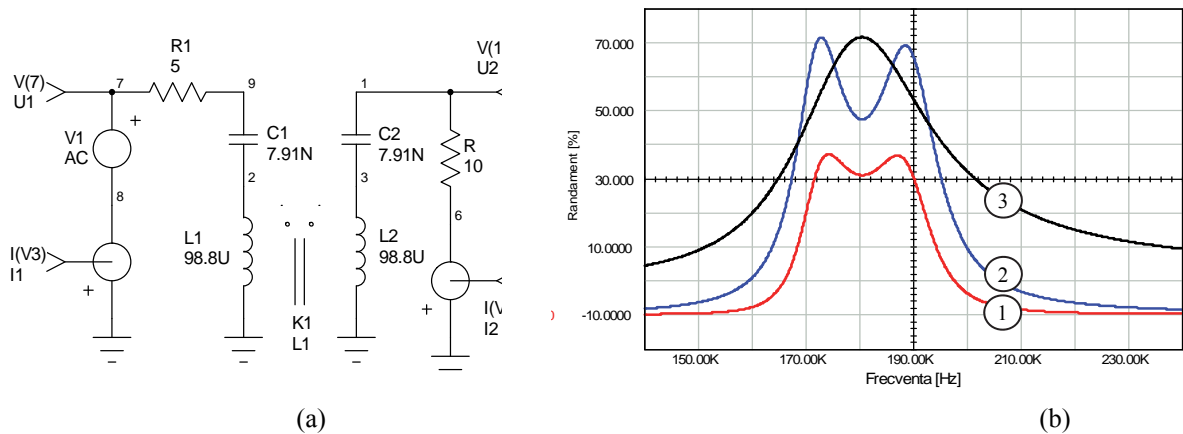 R1
5
V(7)
U1
7
9
V1
AC
+
8
I(V3)
I1
+
C1
7.91N
2
L1
98.8U
K1
L1
1
C2
7.91N
3
L2
98.8U
V(1
U2
R
10
6
+
I(V
I2
(a)
Randament [%]
70.000
50.000
30.000
10.0000
-10.0000
150.00K 170.00K 190.00K 210.00K 230.00K
Frecventa [Hz]
3
2
1
(b)